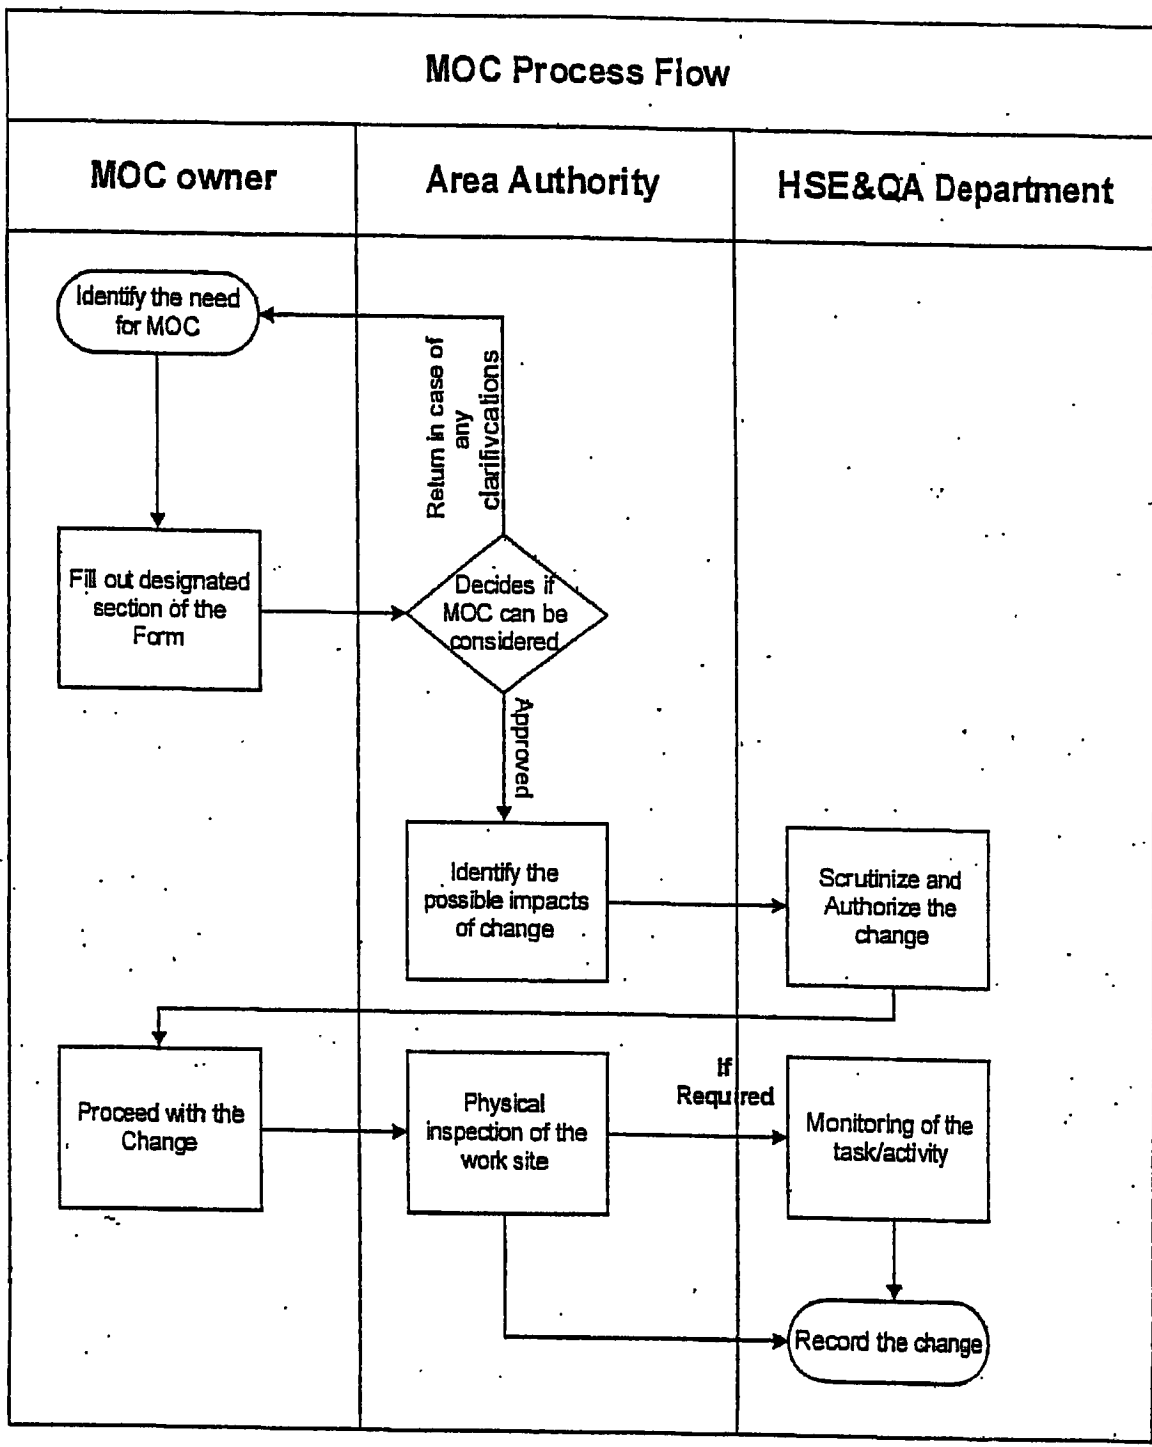 MOC Process Flow
MOC owner
Area Authority
HSE&QA Department
Identify the need
for MOC
Return in case of
any
clarifivcations
Fill out designated
section of the
Form
Decides if
MOC can be
considered
Approved
Identify the
possible impacts
of change
Scrutinize and
Authorize the
change
Proceed with the
Change
Physical
inspection of the
work site
If
Required
Monitoring of the
task/activity
Record the change